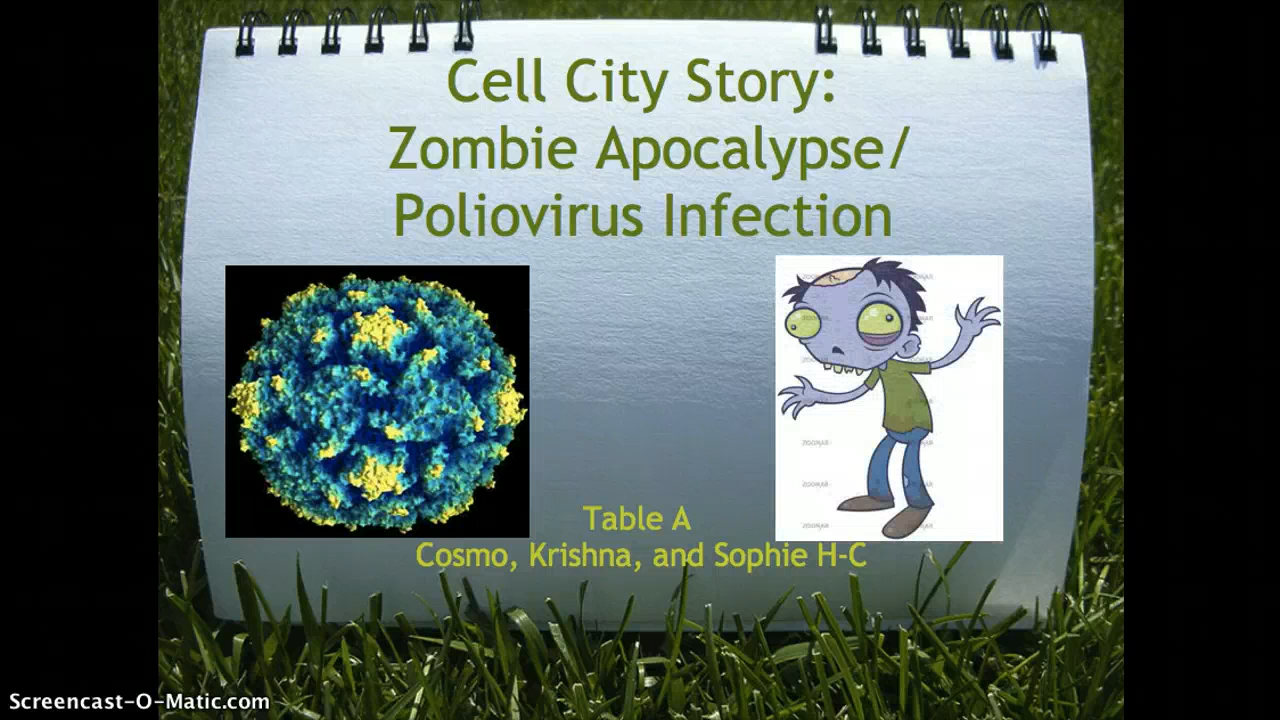 Cell City Story:
Zombie Apocalypse/
Poliovirus Infection
Table A
Cosmo, Krishna, and Sophie H-C
Screencast-O-Matic.com